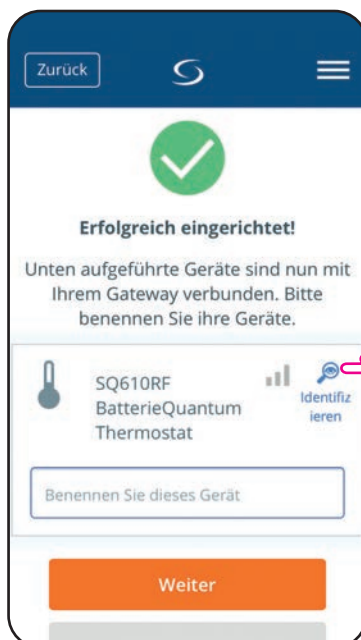 Zurück
Erfolgreich eingerichtet!
Unten aufgeführte Geräte sind nun mit
Ihrem Gateway verbunden. Bitte
benennen Sie ihre Geräte.
SQ610RF
BatterieQuantum
Thermostat
Identifiz
ieren
Benennen Sie dieses Gerät
Weiter